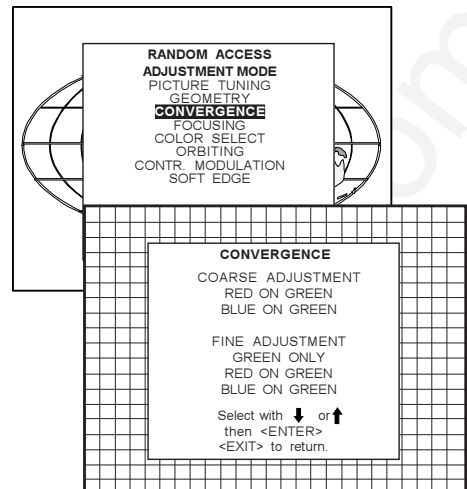 RANDOM ACCESS
ADJUSTMENT MODE
PICTURE TUNING
GEOMETRY
CONVERGENCE
FOCUSING
COLOR SELECT
ORBITING
CONTR. MODULATION
SOFT EDGE
CONVERGENCE
COARSE ADJUSTMENT
RED ON GREEN
BLUE ON GREEN
FINE ADJUSTMENT
GREEN ONLY
RED ON GREEN
BLUE ON GREEN
Select with ⬇ or ⬆
then <ENTER>
<EXIT> to return.